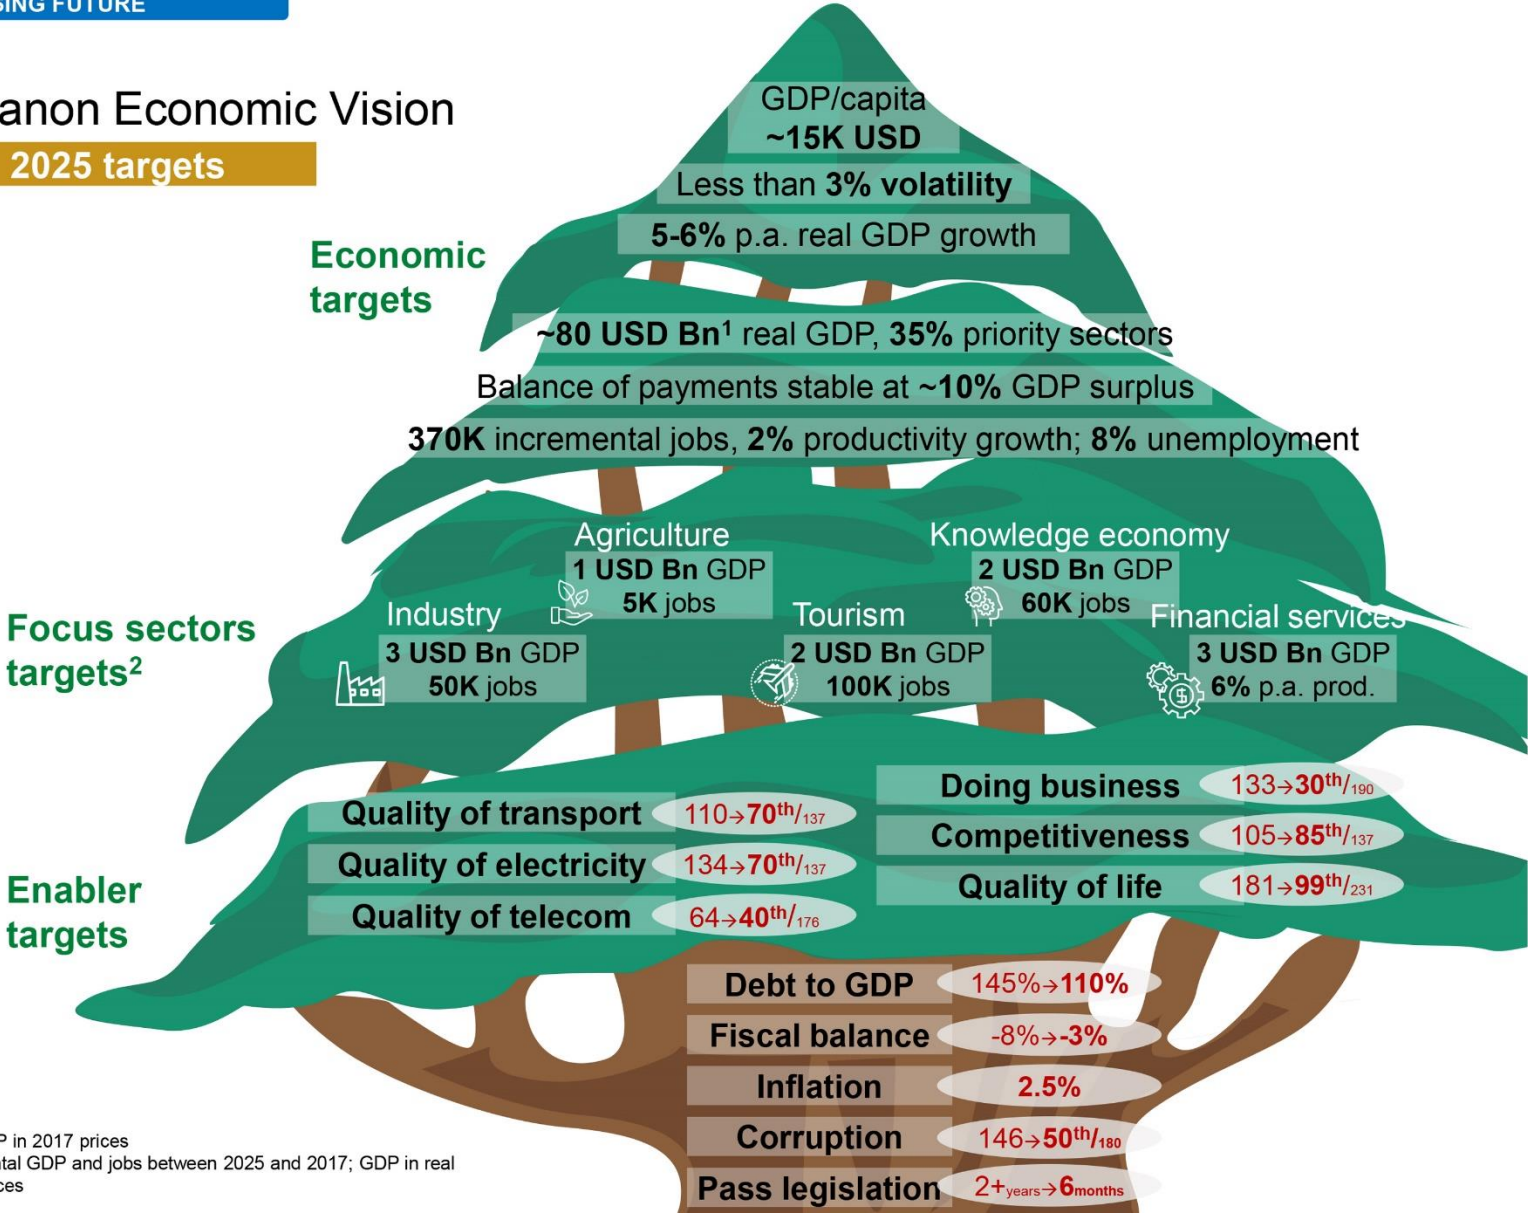 SING FUTURE
anon Economic Vision
2025 targets
GDP/capita
~15K USD
Less than 3% volatility
5-6% p.a. real GDP growth
Economic
targets
~80 USD Bn¹ real GDP, 35% priority sectors
Balance of payments stable at ~10% GDP surplus
370K incremental jobs, 2% productivity growth; 8% unemployment
Focus sectors
targets²
Agriculture
1 USD Bn GDP
5K jobs
Knowledge economy
2 USD Bn GDP
60K jobs
Industry
3 USD Bn GDP
50K jobs
Tourism
2 USD Bn GDP
100K jobs
Financial services
3 USD Bn GDP
6% p.a. prod.
Enabler
targets
Quality of transport 110→70th/137
Quality of electricity 134→70th/137
Quality of telecom 64→40th/176
Doing business 133→30th/190
Competitiveness 105→85th/137
Quality of life 181→99th/231
Debt to GDP 145%→110%
Fiscal balance -8%→-3%
Inflation 2.5%
Corruption 146→50th/180
Pass legislation 2+years→6months
P in 2017 prices
tal GDP and jobs between 2025 and 2017; GDP in real
ces